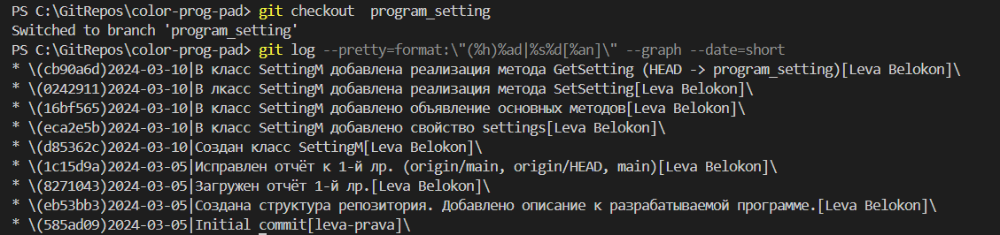 PS C:\GitRepos\color-prog-pad> git checkout  program_setting
Switched to branch 'program_setting'
PS C:\GitRepos\color-prog-pad> git log --pretty=format:\"(%h)%ad|%s%d[%an]\" --graph --date=short
* \(cb90a6d)2024-03-10|В класс SettingM добавлена реализация метода GetSetting (HEAD -> program_setting)[Leva Belokon]\
* \(0242911)2024-03-10|В лкасс SettingM добавлена реализация метода SetSetting[Leva Belokon]\
* \(16bf565)2024-03-10|В класс SettingM добавлено объявление основных методов[Leva Belokon]\
* \(eca2e5b)2024-03-10|В класс SettingM добавлено свойство settings[Leva Belokon]\
* \(d85362c)2024-03-10|Создан класс SettingM[Leva Belokon]\
* \(1c15d9a)2024-03-05|Исправлен отчёт к 1-й лр. (origin/main, origin/HEAD, main)[Leva Belokon]\
* \(8271043)2024-03-05|Загружен отчёт 1-й лр.[Leva Belokon]\
* \(eb53bb3)2024-03-05|Создана структура репозитория. Добавлено описание к разрабатываемой программе.[Leva Belokon]\
* \(585ad09)2024-03-05|Initial commit[leva-prava]\